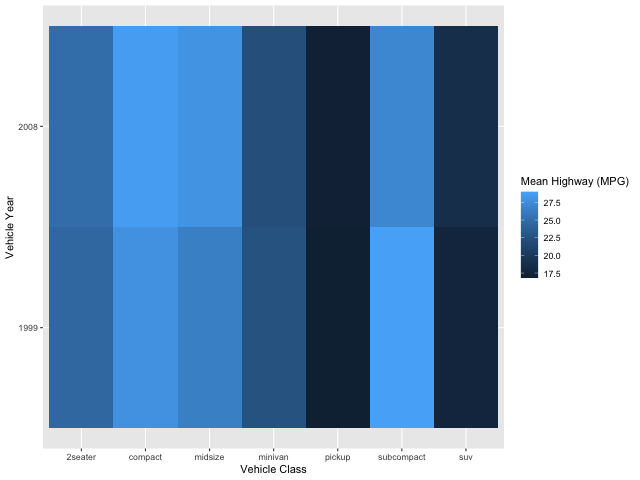 2008
1999
Vehicle Year
2seater compact midsize minivan pickup subcompact suv
Vehicle Class
Mean Highway (MPG)
27.5
25.0
22.5
20.0
17.5